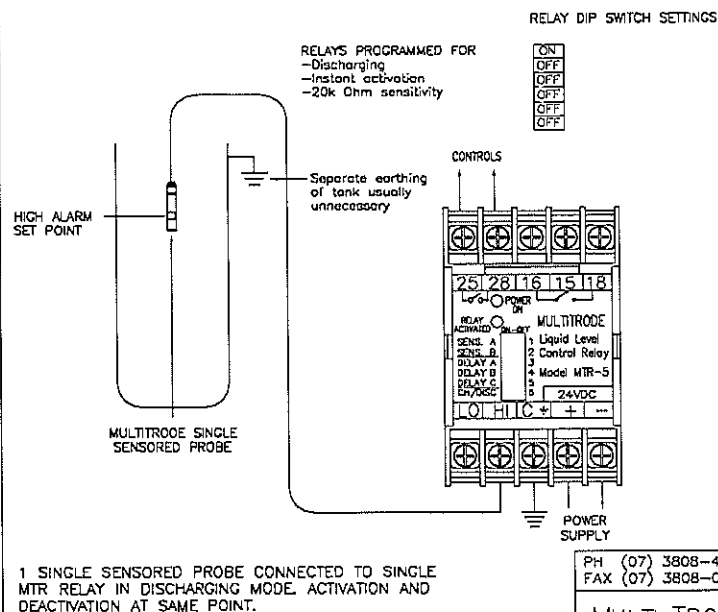 RELAY DIP SWITCH SETTINGS
RELAYS PROGRAMMED FOR
-Discharging
-Instant activation
-20k Ohm sensitivity
ON
OFF
OFF
OFF
OFF
OFF
CONTROLS
Separate earthing
of tank usually
unnecessary
HIGH ALARM
SET POINT
25 28 16 15 18
POWER
ON
RELAY
ACTIVATED
ON-OFF
MULTITRODE
SENS. A 1 Liquid Level
SENS. B 2 Control Relay
DELAY A 3
DELAY B 4 Model MTR-5
DELAY C 5
CH/DISC 6 24VDC
LO HI C + + -
MULTITRODE SINGLE
SENSORED PROBE
POWER
SUPPLY
1 SINGLE SENSORED PROBE CONNECTED TO SINGLE
MTR RELAY IN DISCHARGING MODE. ACTIVATION AND
DEACTIVATION AT SAME POINT.
PH (07) 3808-4
FAX (07) 3808-0